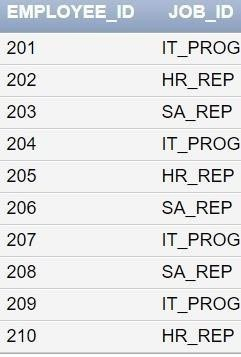 EMPLOYEE_ID JOB_ID
201 IT_PROG
202 HR_REP
203 SA_REP
204 IT_PROG
205 HR_REP
206 SA_REP
207 IT_PROG
208 SA_REP
209 IT_PROG
210 HR_REP